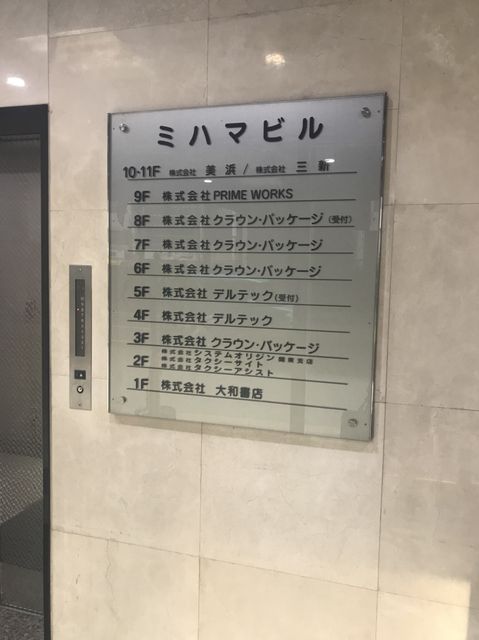 ミハマビル
10・11F 株式会社 美浜 / 株式会社 三新
9F 株式会社 PRIME WORKS
8F 株式会社 クラウン・パッケージ (受付)
7F 株式会社 クラウン・パッケージ
6F 株式会社 クラウン・パッケージ
5F 株式会社 デルテック (受付)
4F 株式会社 デルテック
3F 株式会社 クラウン・パッケージ
株式会社 システムオリジン 関東支店
2F 株式会社 タクシーサイト
株式会社 タクシーアシスト
1F 株式会社 大和書店